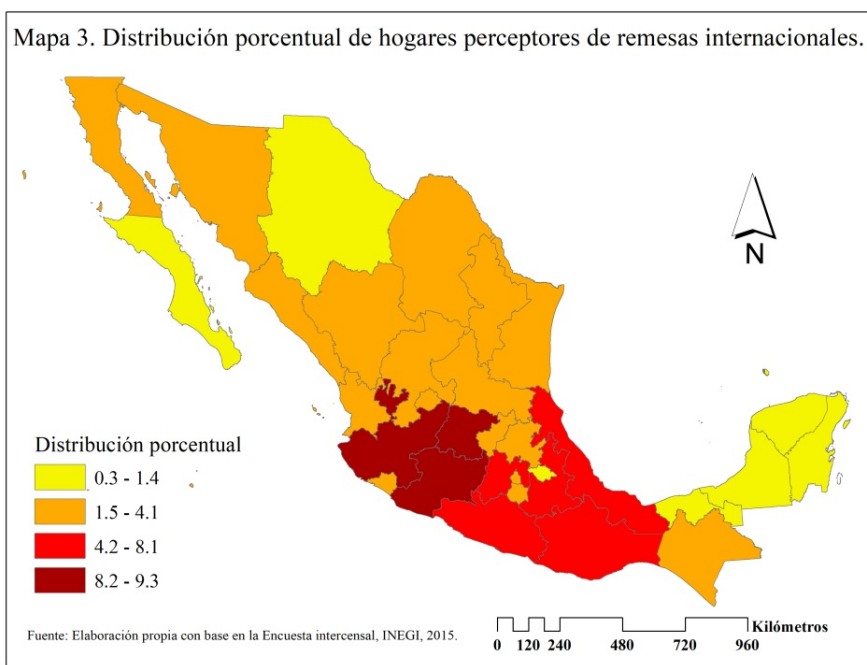 Mapa 3. Distribución porcentual de hogares perceptores de remesas internacionales.
N
Distribución porcentual
0.3 - 1.4
1.5 - 4.1
4.2 - 8.1
8.2 - 9.3
Fuente: Elaboración propia con base en la Encuesta intercensal, INEGI, 2015.
Kilómetros
0 120 240 480 720 960